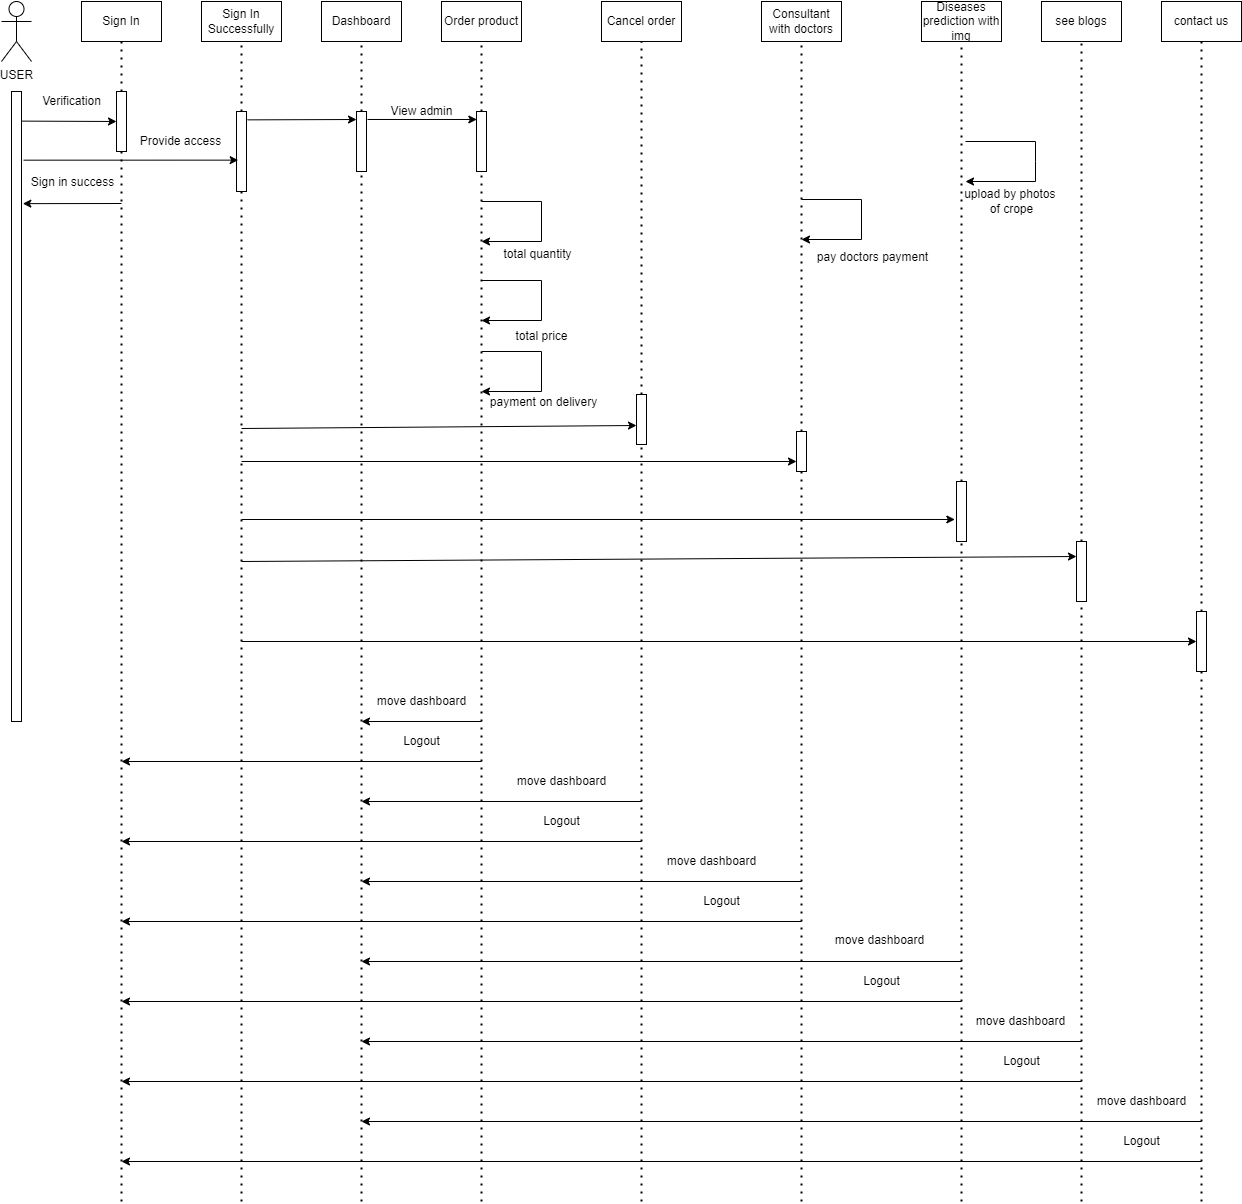 Sign In
Sign In
Successfully
Dashboard
Order product
Cancel order
Consultant
with doctors
Diseases
prediction with
img
see blogs
contact us
USER
Verification
View admin
Provide access
Sign in success
upload by photos
of crope
total quantity
pay doctors payment
total price
payment on delivery
move dashboard
Logout
move dashboard
Logout
move dashboard
Logout
move dashboard
Logout
move dashboard
Logout
move dashboard
Logout